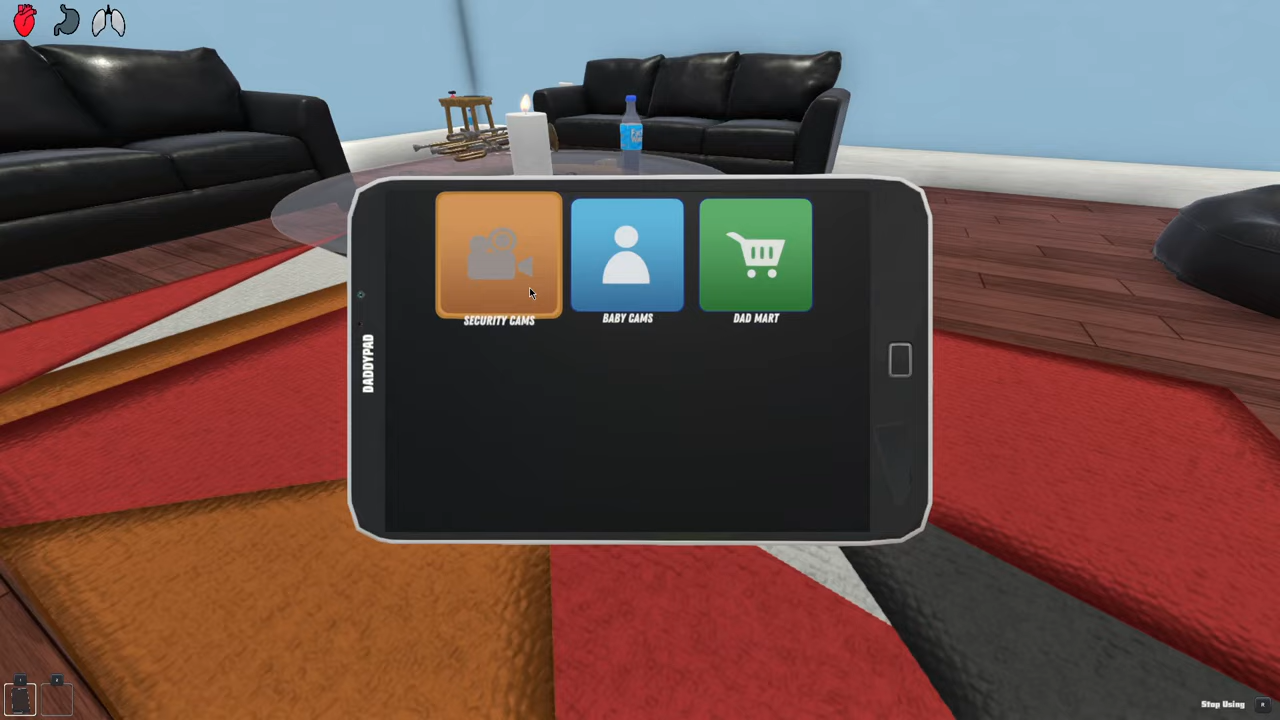 SECURITY CAMS
BABY CAMS
DAD MART
DADDYPAD
Stop Using